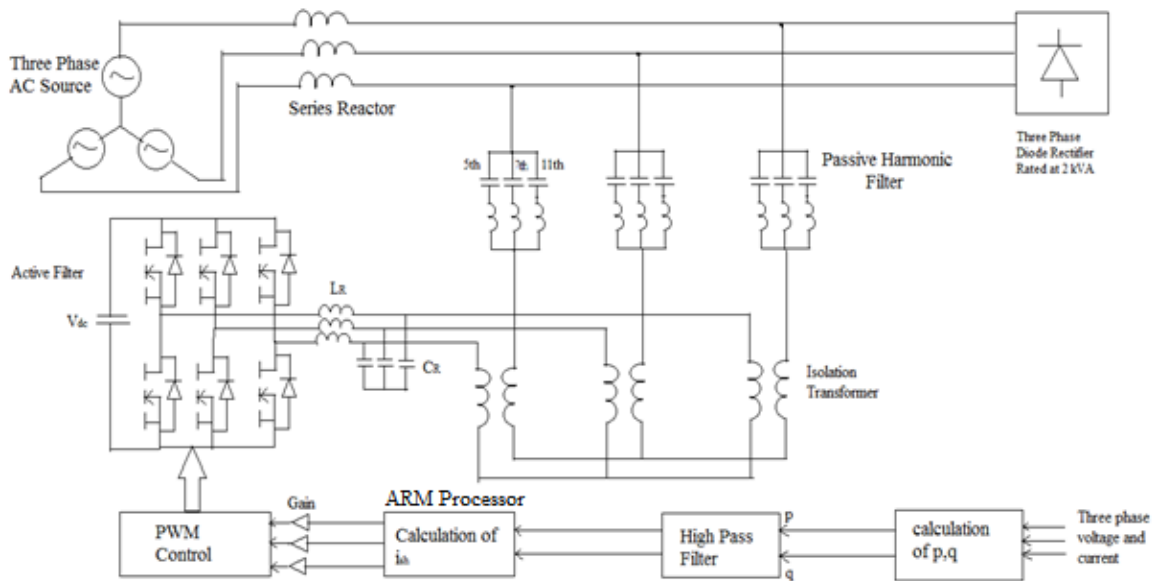 Three Phase
AC Source
Series Reactor
Three Phase
Diode Rectifier
Rated at 2 kVA
5th
7th
11th
Passive Harmonic
Filter
Active Filter
Vdc
LR
CR
Isolation
Transformer
ARM Processor
Gain
PWM
Control
Calculation of
ish
High Pass
Filter
p
q
calculation
of p,q
Three phase
voltage and
current